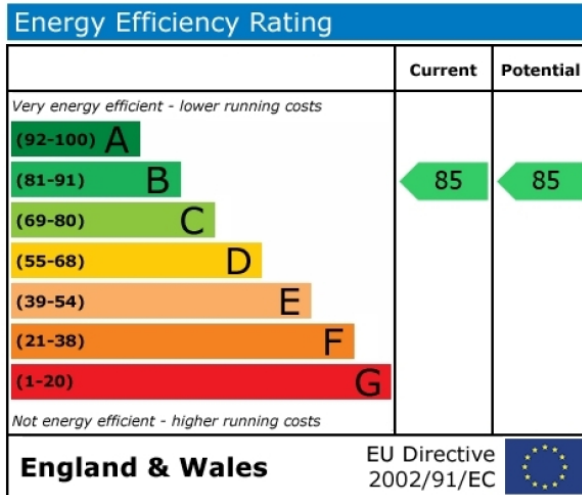 Energy Efficiency Rating
Current Potential
Very energy efficient - lower running costs
(92-100) A
(81-91) B 85 85
(69-80) C
(55-68) D
(39-54) E
(21-38) F
(1-20) G
Not energy efficient - higher running costs
England & Wales
EU Directive
2002/91/EC